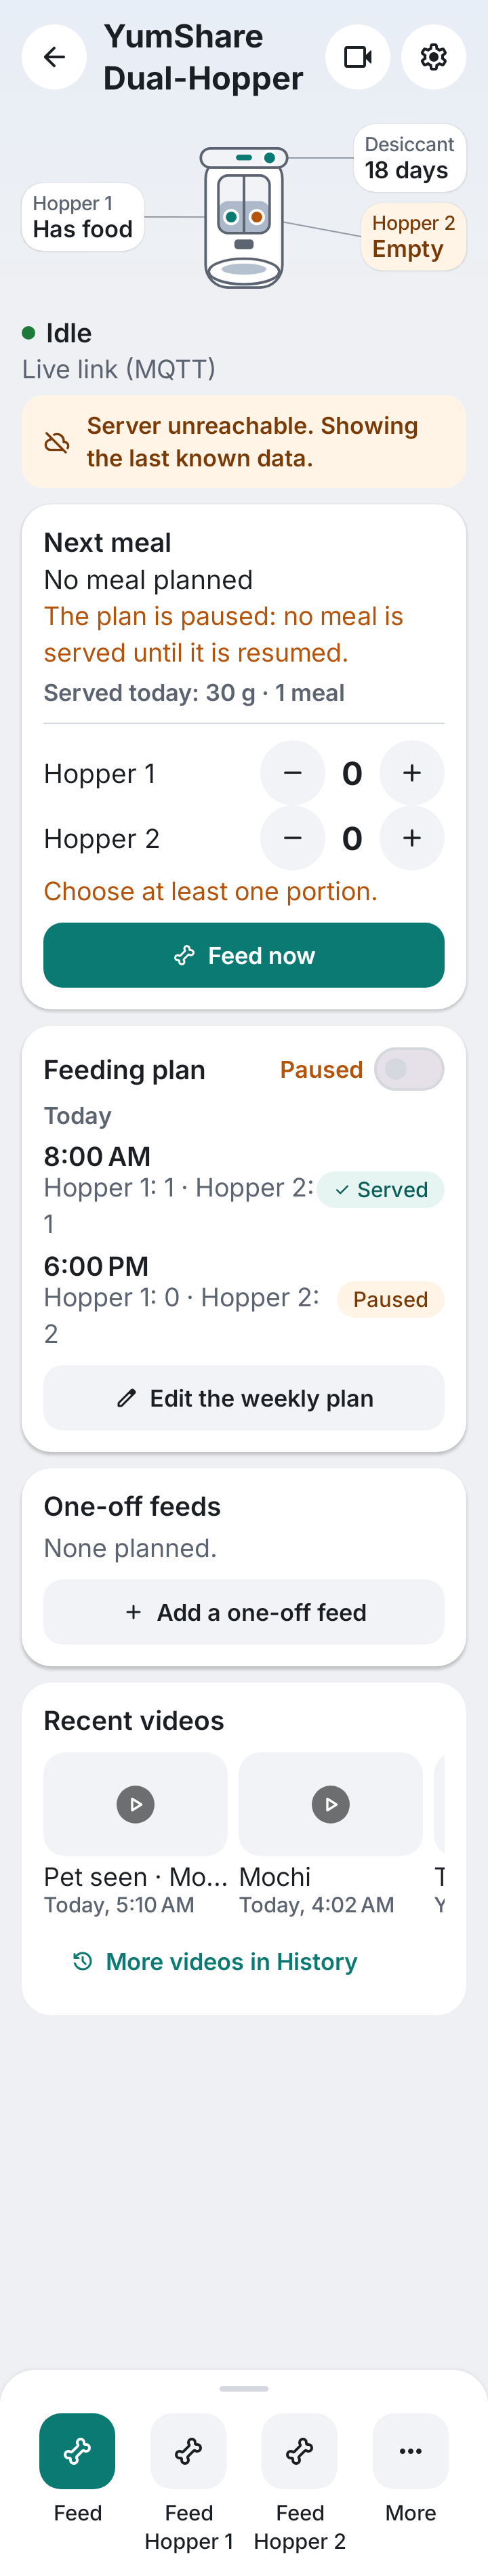 YumShare
Dual-Hopper
Desiccant
18 days
Hopper 1
Has food
Hopper 2
Empty
Idle
Live link (MQTT)
Server unreachable. Showing
the last known data.
Next meal
No meal planned
The plan is paused: no meal is
served until it is resumed.
Served today: 30 g · 1 meal
Hopper 1
− 0 +
Hopper 2
− 0 +
Choose at least one portion.
Feed now
Feeding plan
Paused
Today
8:00 AM
Hopper 1: 1 · Hopper 2:
1
Served
6:00 PM
Hopper 1: 0 · Hopper 2:
2
Paused
Edit the weekly plan
One-off feeds
None planned.
+ Add a one-off feed
Recent videos
Pet seen · Mo...
Today, 5:10 AM
Mochi
Today, 4:02 AM
T
Y
More videos in History
Feed
Feed
Hopper 1
Feed
Hopper 2
More